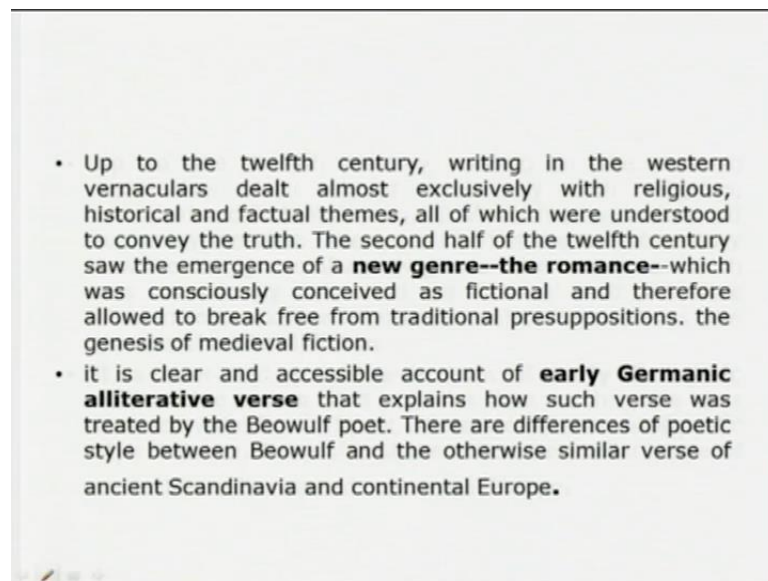 • Up to the twelfth century, writing in the western
vernaculars dealt almost exclusively with religious,
historical and factual themes, all of which were understood
to convey the truth. The second half of the twelfth century
saw the emergence of a new genre--the romance--which
was consciously conceived as fictional and therefore
allowed to break free from traditional presuppositions. the
genesis of medieval fiction.
• it is clear and accessible account of early Germanic
alliterative verse that explains how such verse was
treated by the Beowulf poet. There are differences of poetic
style between Beowulf and the otherwise similar verse of
ancient Scandinavia and continental Europe.